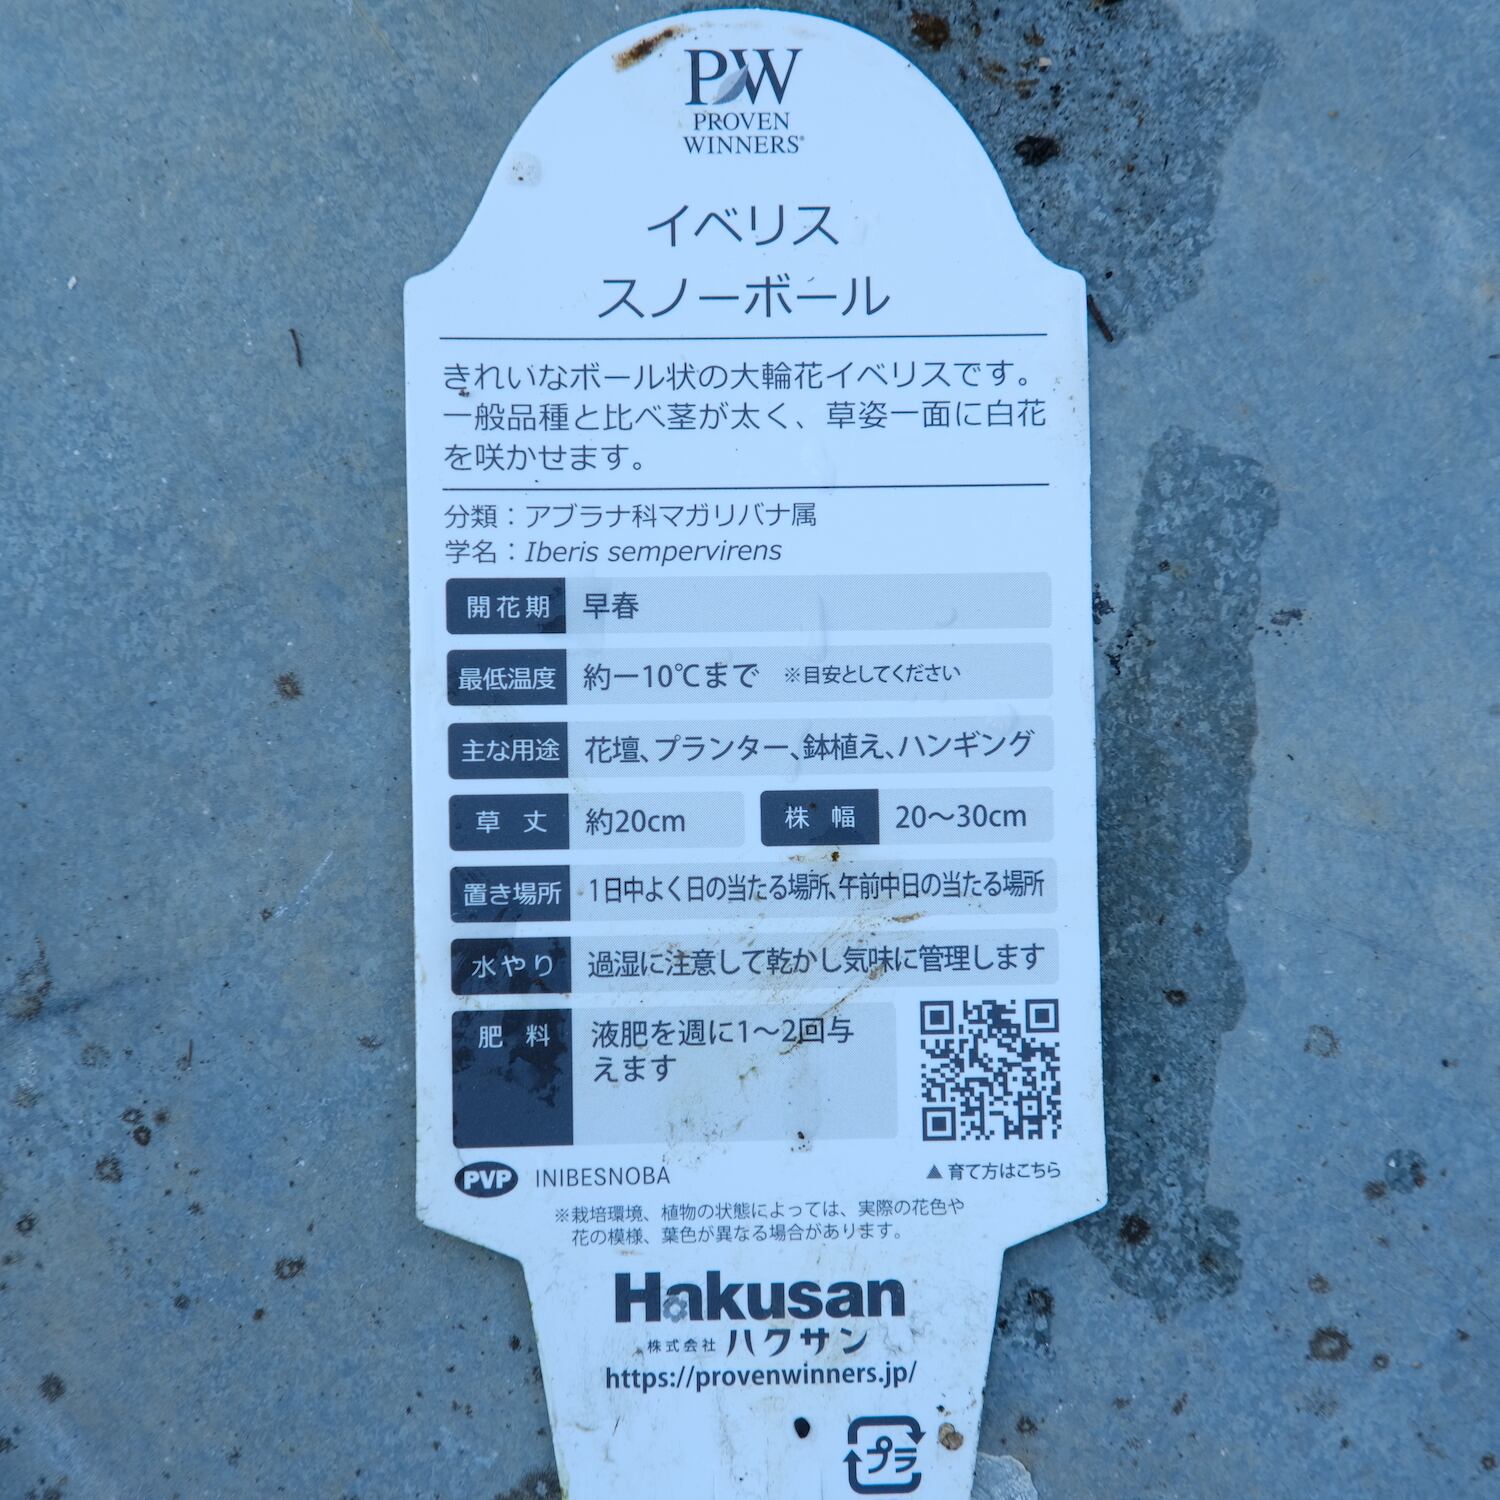 PW
PROVEN
WINNERS®
イベリス
スノーボール
きれいなボール状の大輪花イベリスです。
一般品種と比べ茎が太く、草姿一面に白花
を咲かせます。
分類：アブラナ科マガリバナ属
学名：Iberis sempervirens
開花期 早春
最低温度 約ー10℃まで ※目安としてください
主な用途 花壇、プランター、鉢植え、ハンギング
草丈 約20cm 株幅 20〜30cm
置き場所 1日中よく日の当たる場所、午前中日の当たる場所
水やり 過湿に注意して乾かし気味に管理します
肥料 液肥を週に1〜2回与
えます
PVP INIBESNOBA ▲育て方はこちら
※栽培環境、植物の状態によっては、実際の花色や
花の模様、葉色が異なる場合があります。
Hakusan
株式会社 ハクサン
https://provenwinners.jp/
プラ